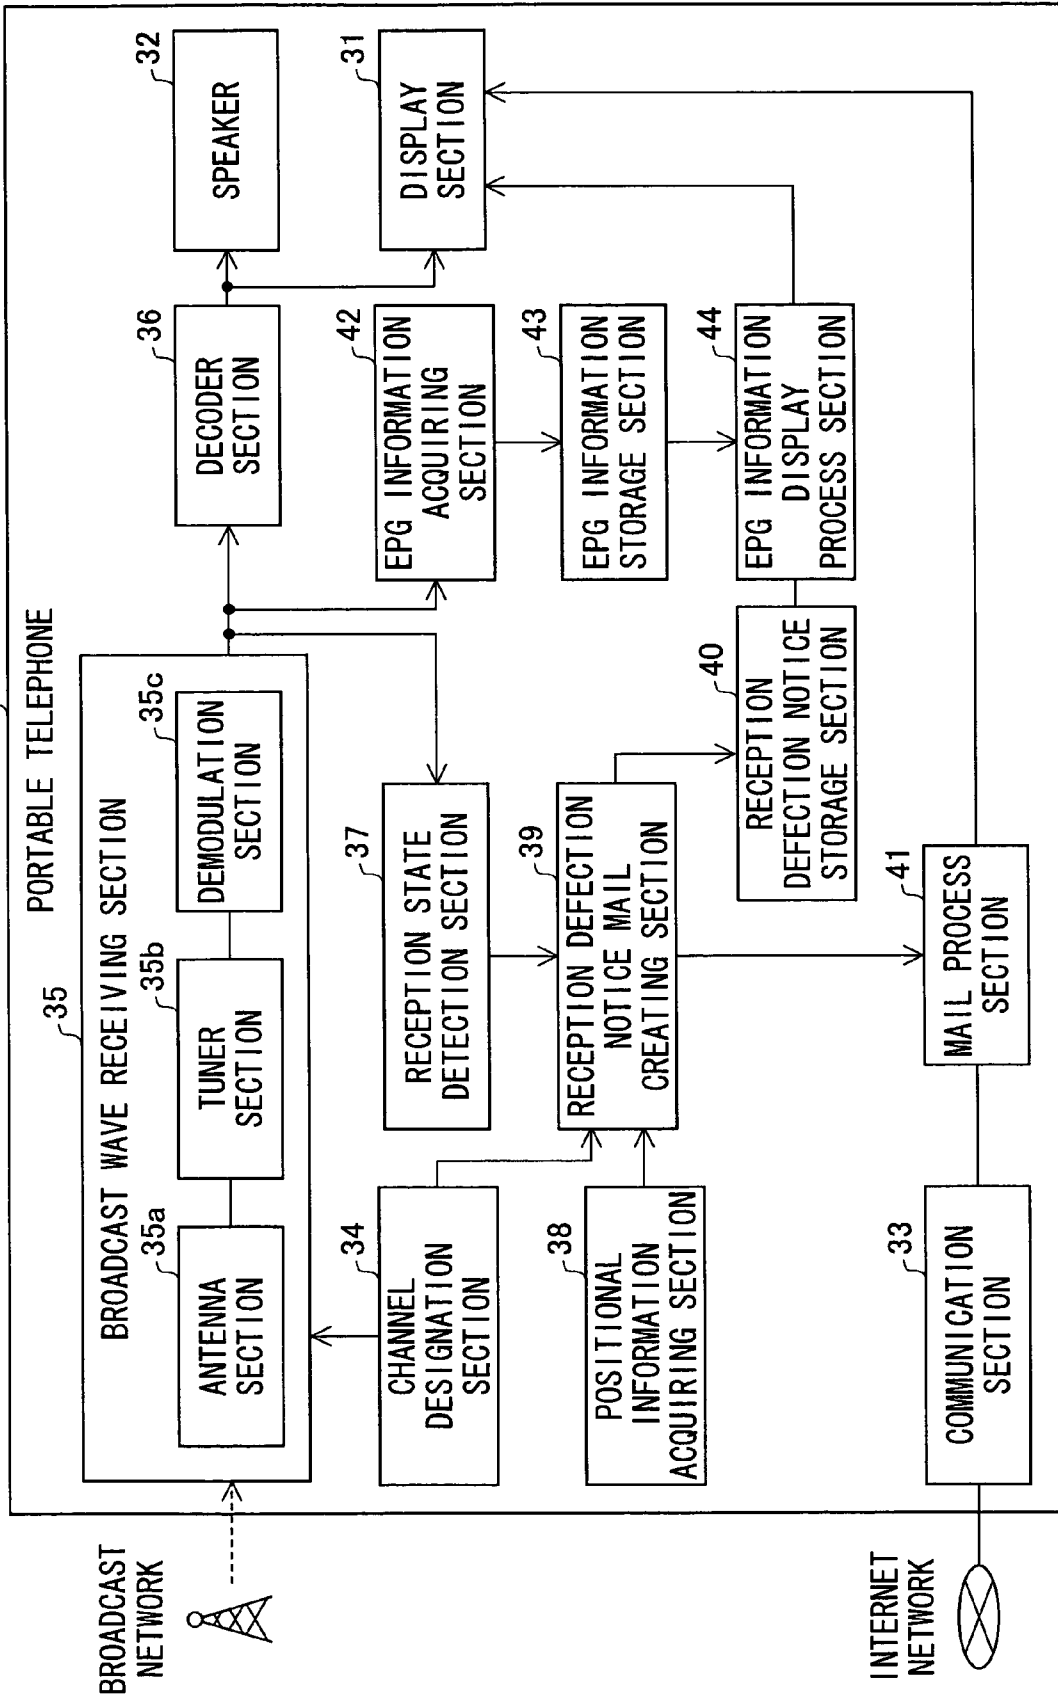 PORTABLE TELEPHONE
BROADCAST
NETWORK
35
BROADCAST WAVE RECEIVING SECTION
35a
ANTENNA
SECTION
35b
TUNER
SECTION
35c
DEMODULATION
SECTION
36
DECODER
SECTION
32
SPEAKER
34
CHANNEL
DESIGNATION
SECTION
37
RECEPTION STATE
DETECTION SECTION
42
EPG INFORMATION
ACQUIRING
SECTION
31
DISPLAY
SECTION
38
POSITIONAL
INFORMATION
ACQUIRING SECTION
39
RECEPTION DEFECTION
NOTICE MAIL
CREATING SECTION
43
EPG INFORMATION
STORAGE SECTION
40
RECEPTION
DEFECTION NOTICE
STORAGE SECTION
44
EPG INFORMATION
DISPLAY
PROCESS SECTION
INTERNET
NETWORK
33
COMMUNICATION
SECTION
41
MAIL PROCESS
SECTION